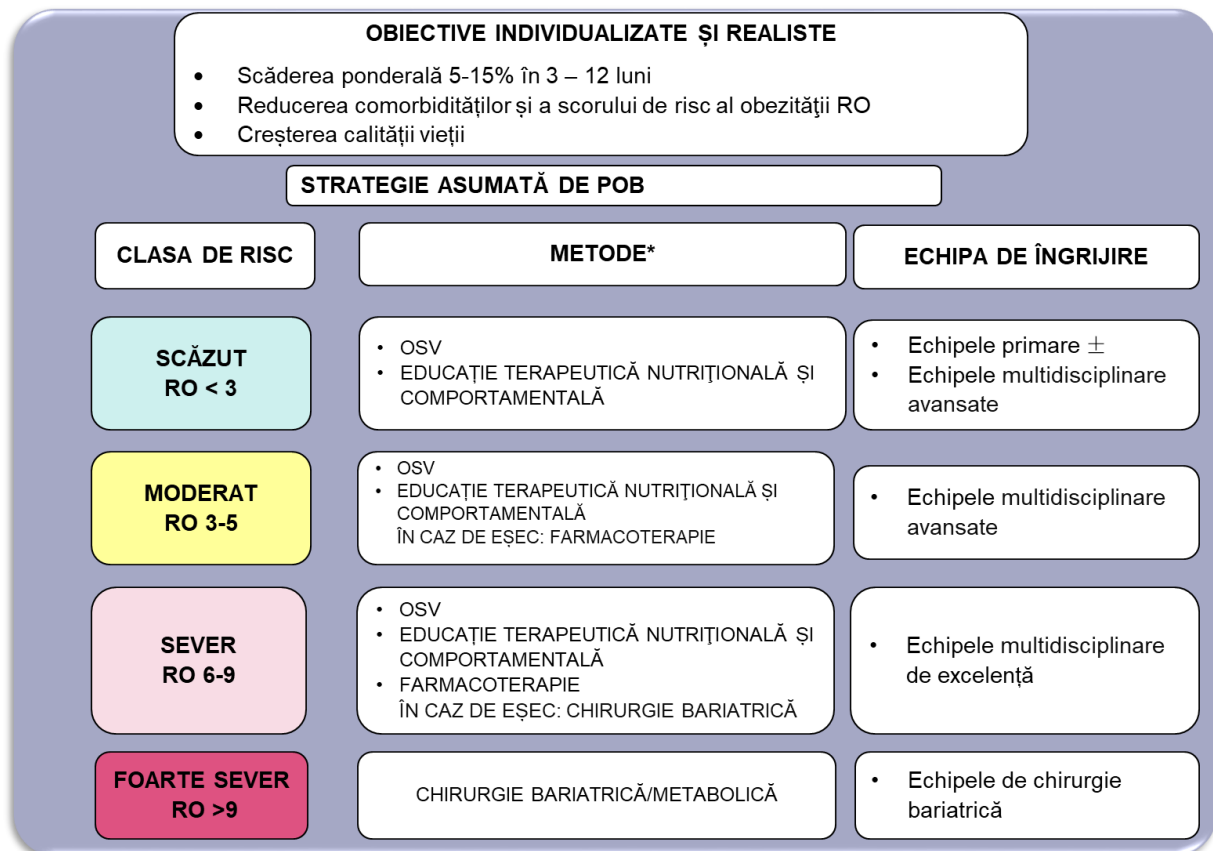 OBIECTIVE INDIVIDUALIZATE ȘI REALISTE
• Scăderea ponderală 5-15% în 3 – 12 luni
• Reducerea comorbidităților și a scorului de risc al obezităţii RO
• Creșterea calității vieții
STRATEGIE ASUMATĂ DE POB
CLASA DE RISC
METODE*
ECHIPA DE ÎNGRIJIRE
SCĂZUT
RO < 3
• OSV
• EDUCAȚIE TERAPEUTICĂ NUTRIŢIONALĂ ȘI
COMPORTAMENTALĂ
• Echipele primare ±
• Echipele multidisciplinare
avansate
MODERAT
RO 3-5
• OSV
• EDUCAȚIE TERAPEUTICĂ NUTRIŢIONALĂ ȘI
COMPORTAMENTALĂ
ÎN CAZ DE EȘEC: FARMACOTERAPIE
• Echipele multidisciplinare
avansate
SEVER
RO 6-9
• OSV
• EDUCAȚIE TERAPEUTICĂ NUTRIŢIONALĂ ȘI
COMPORTAMENTALĂ
• FARMACOTERAPIE
ÎN CAZ DE EȘEC: CHIRURGIE BARIATRICĂ
• Echipele multidisciplinare
de excelență
FOARTE SEVER
RO >9
CHIRURGIE BARIATRICĂ/METABOLICĂ
• Echipele de chirurgie
bariatrică